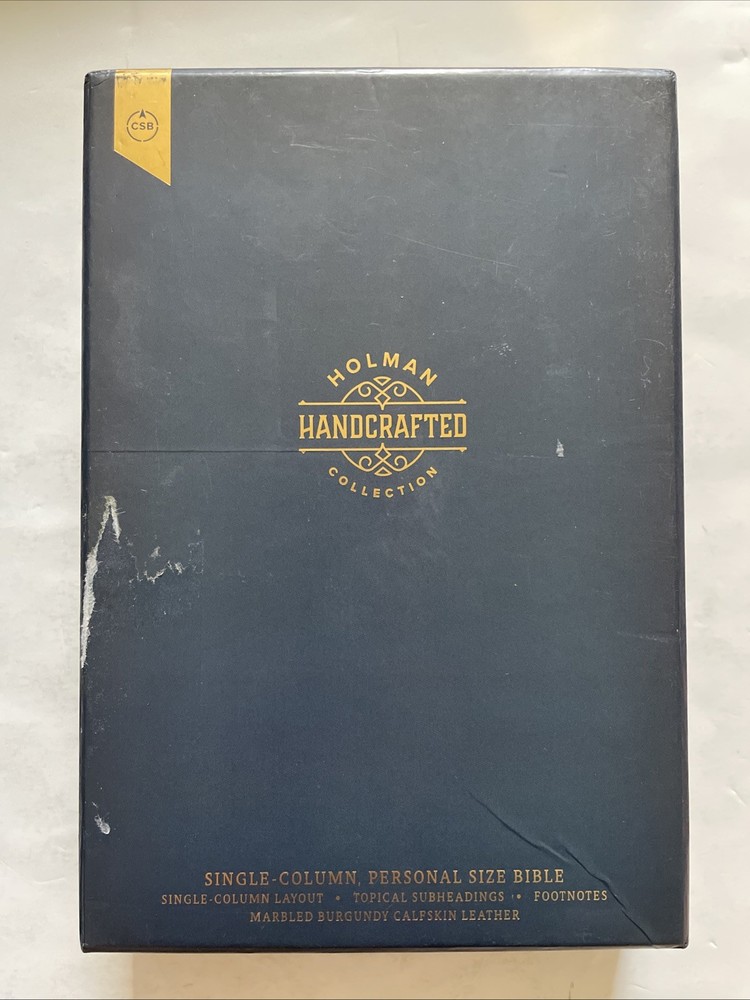 CSB
HOLMAN
HANDCRAFTED
COLLECTION
SINGLE-COLUMN, PERSONAL SIZE BIBLE
SINGLE-COLUMN LAYOUT • TOPICAL SUBHEADINGS • FOOTNOTES
MARBLED BURGUNDY CALFSKIN LEATHER